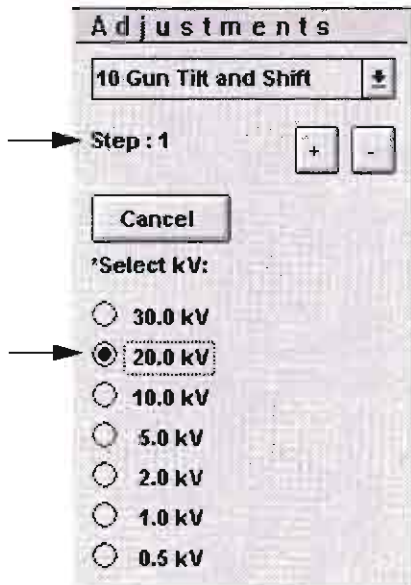 Adjustments
10 Gun Tilt and Shift
Step : 1
+ -
Cancel
*Select kV:
30.0 kV
20.0 kV
10.0 kV
5.0 kV
2.0 kV
1.0 kV
0.5 kV